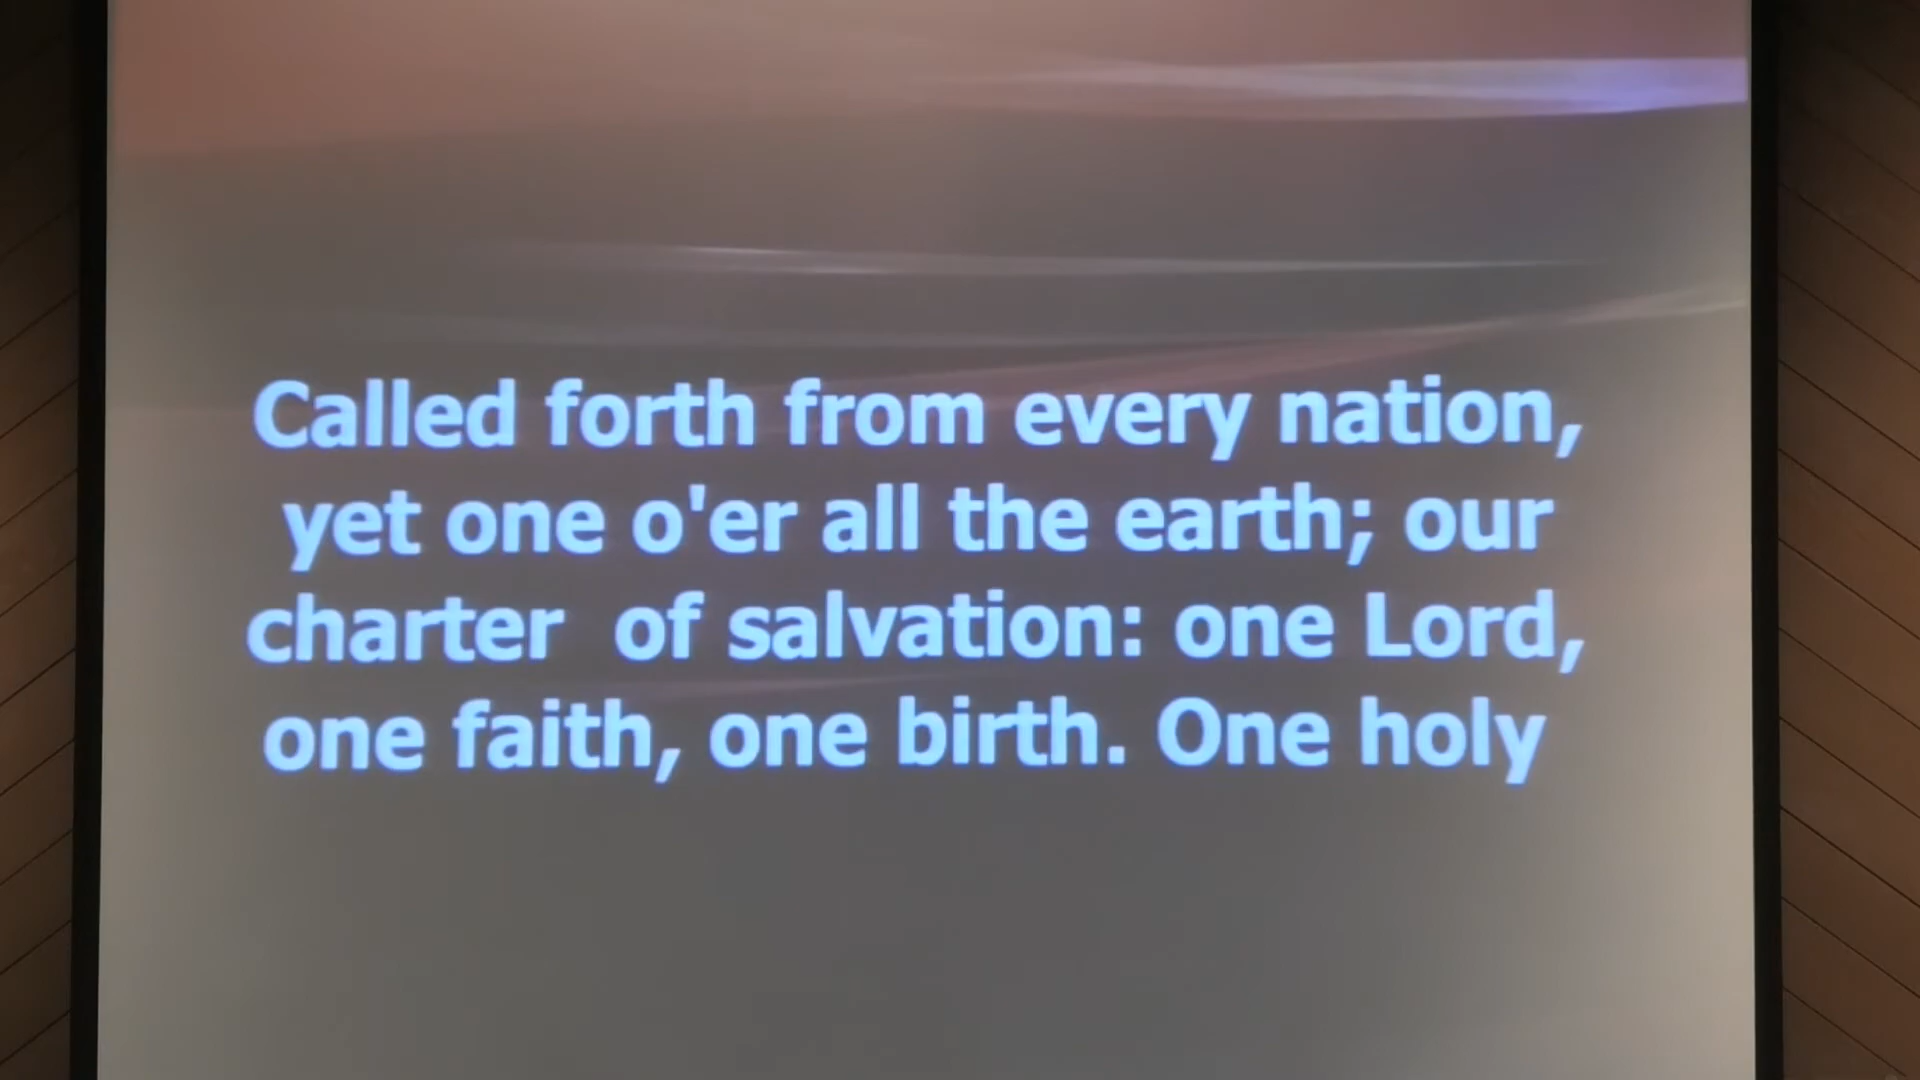 Called forth from every nation,
yet one o'er all the earth; our
charter of salvation: one Lord,
one faith, one birth. One holy